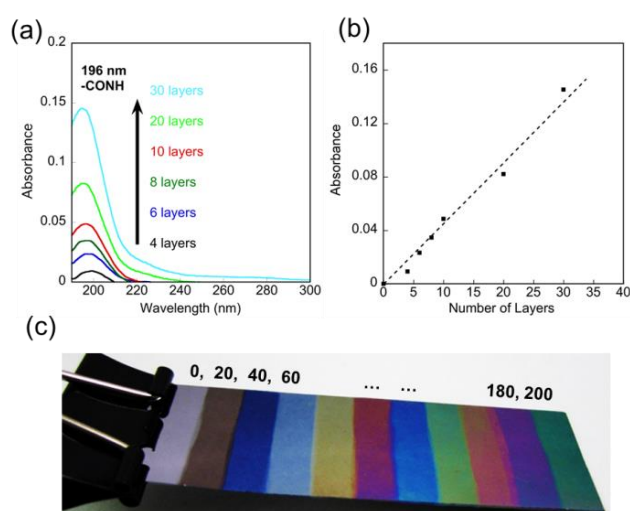 (a)
0.2
0.15
0.1
0.05
0
Absorbance
196 nm
-CONH
30 layers
20 layers
10 layers
8 layers
6 layers
4 layers
200 220 240 260 280 300
Wavelength (nm)
(b)
0.16
0.12
0.08
0.04
0
Absorbance
0 5 10 15 20 25 30 35 40
Number of Layers
(c)
0, 20, 40, 60 ... ... 180, 200